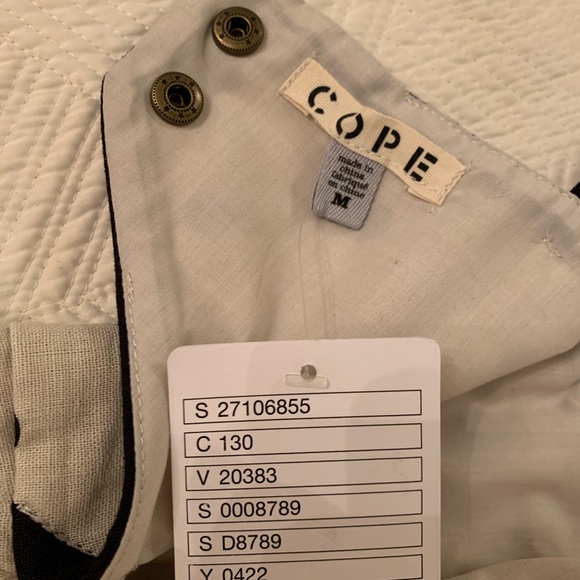 COPE
made in
china
fabriqué
en chine
M
S 27106855
C 130
V 20383
S 0008789
S D8789
Y 0422